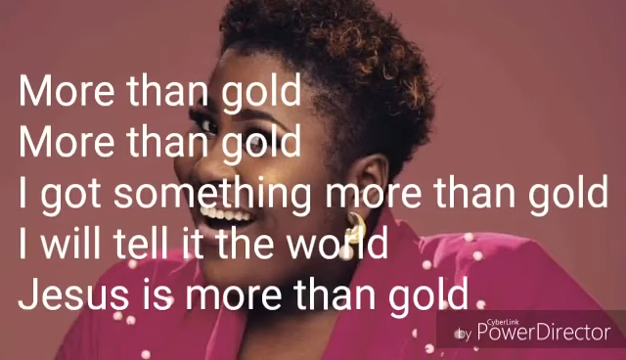 More than gold
More than gold
I got something more than gold
I will tell it the world
Jesus is more than gold
CyberLink
by PowerDirector